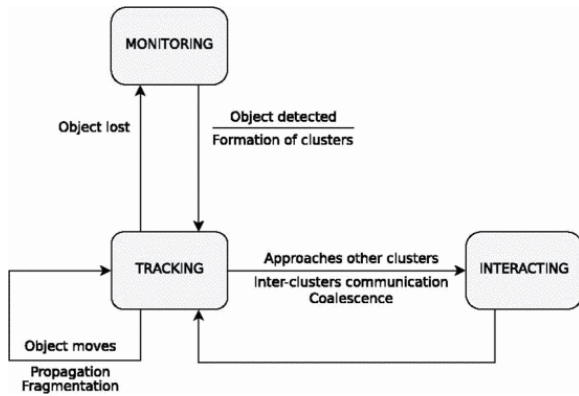 MONITORING
Object lost
Object detected
Formation of clusters
TRACKING
Approaches other clusters
Inter-clusters communication
Coalescence
INTERACTING
Object moves
Propagation
Fragmentation